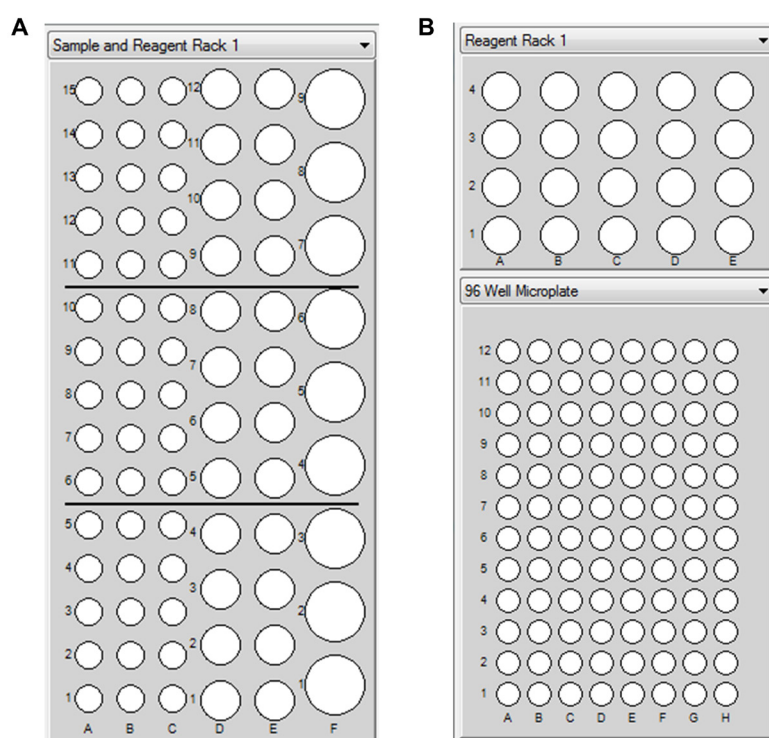 A
Sample and Reagent Rack 1
15 12 9
14 11
13 8
12 10
11 9 7
10 8 6
9 7
8 6 5
7
6 5 4
5 4 3
4
3 3 2
2 2
1 1 1
A B C D E F
B
Reagent Rack 1
4
3
2
1
A B C D E
96 Well Microplate
12
11
10
9
8
7
6
5
4
3
2
1
A B C D E F G H